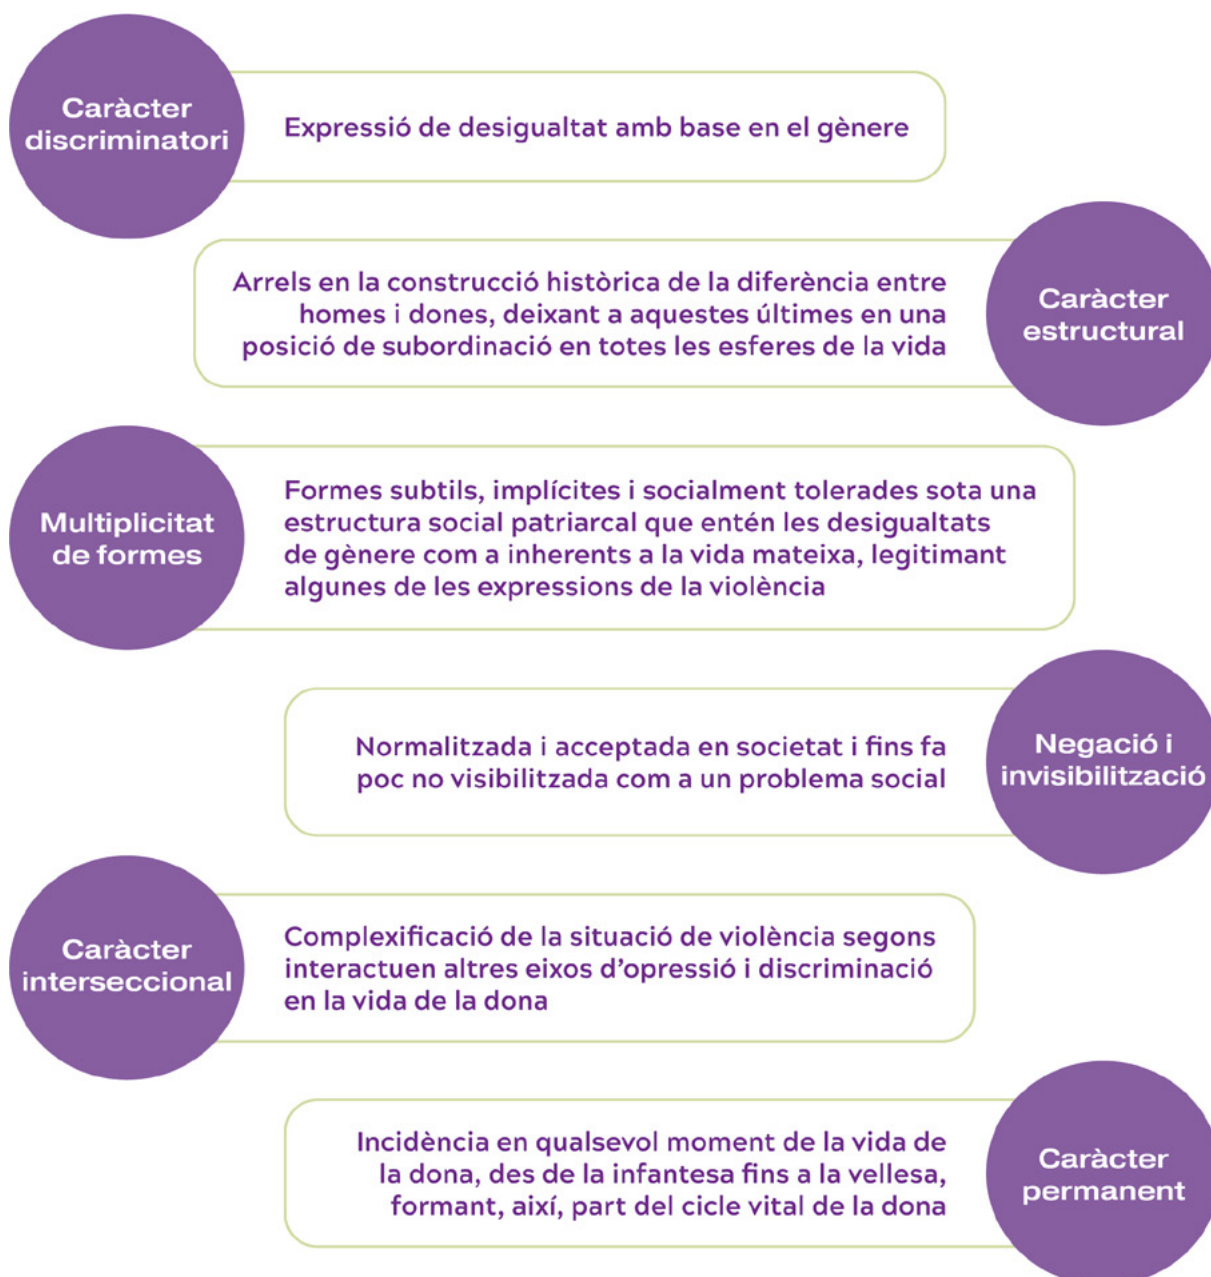 Caràcter
discriminatori
Expressió de desigualtat amb base en el gènere
Arrels en la construcció històrica de la diferència entre
homes i dones, deixant a aquestes últimes en una
posició de subordinació en totes les esferes de la vida
Caràcter
estructural
Multiplicitat
de formes
Formes subtils, implícites i socialment tolerades sota una
estructura social patriarcal que entén les desigualtats
de gènere com a inherents a la vida mateixa, legitimant
algunes de les expressions de la violència
Normalitzada i acceptada en societat i fins fa
poc no visibilitzada com a un problema social
Negació i
invisibilització
Caràcter
interseccional
Complexificació de la situació de violència segons
interactuen altres eixos d’opressió i discriminació
en la vida de la dona
Incidència en qualsevol moment de la vida de
la dona, des de la infantesa fins a la vellesa,
formant, així, part del cicle vital de la dona
Caràcter
permanent